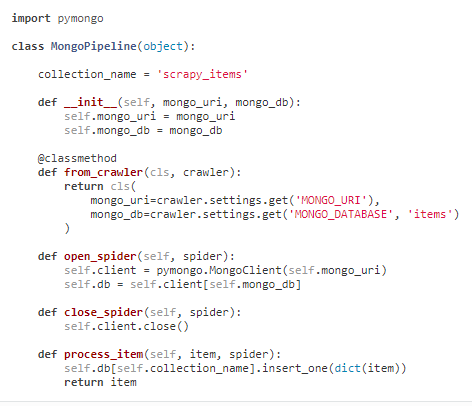 import pymongo

class MongoPipeline(object):

    collection_name = 'scrapy_items'

    def __init__(self, mongo_uri, mongo_db):
        self.mongo_uri = mongo_uri
        self.mongo_db = mongo_db

    @classmethod
    def from_crawler(cls, crawler):
        return cls(
            mongo_uri=crawler.settings.get('MONGO_URI'),
            mongo_db=crawler.settings.get('MONGO_DATABASE', 'items')
        )

    def open_spider(self, spider):
        self.client = pymongo.MongoClient(self.mongo_uri)
        self.db = self.client[self.mongo_db]

    def close_spider(self, spider):
        self.client.close()

    def process_item(self, item, spider):
        self.db[self.collection_name].insert_one(dict(item))
        return item